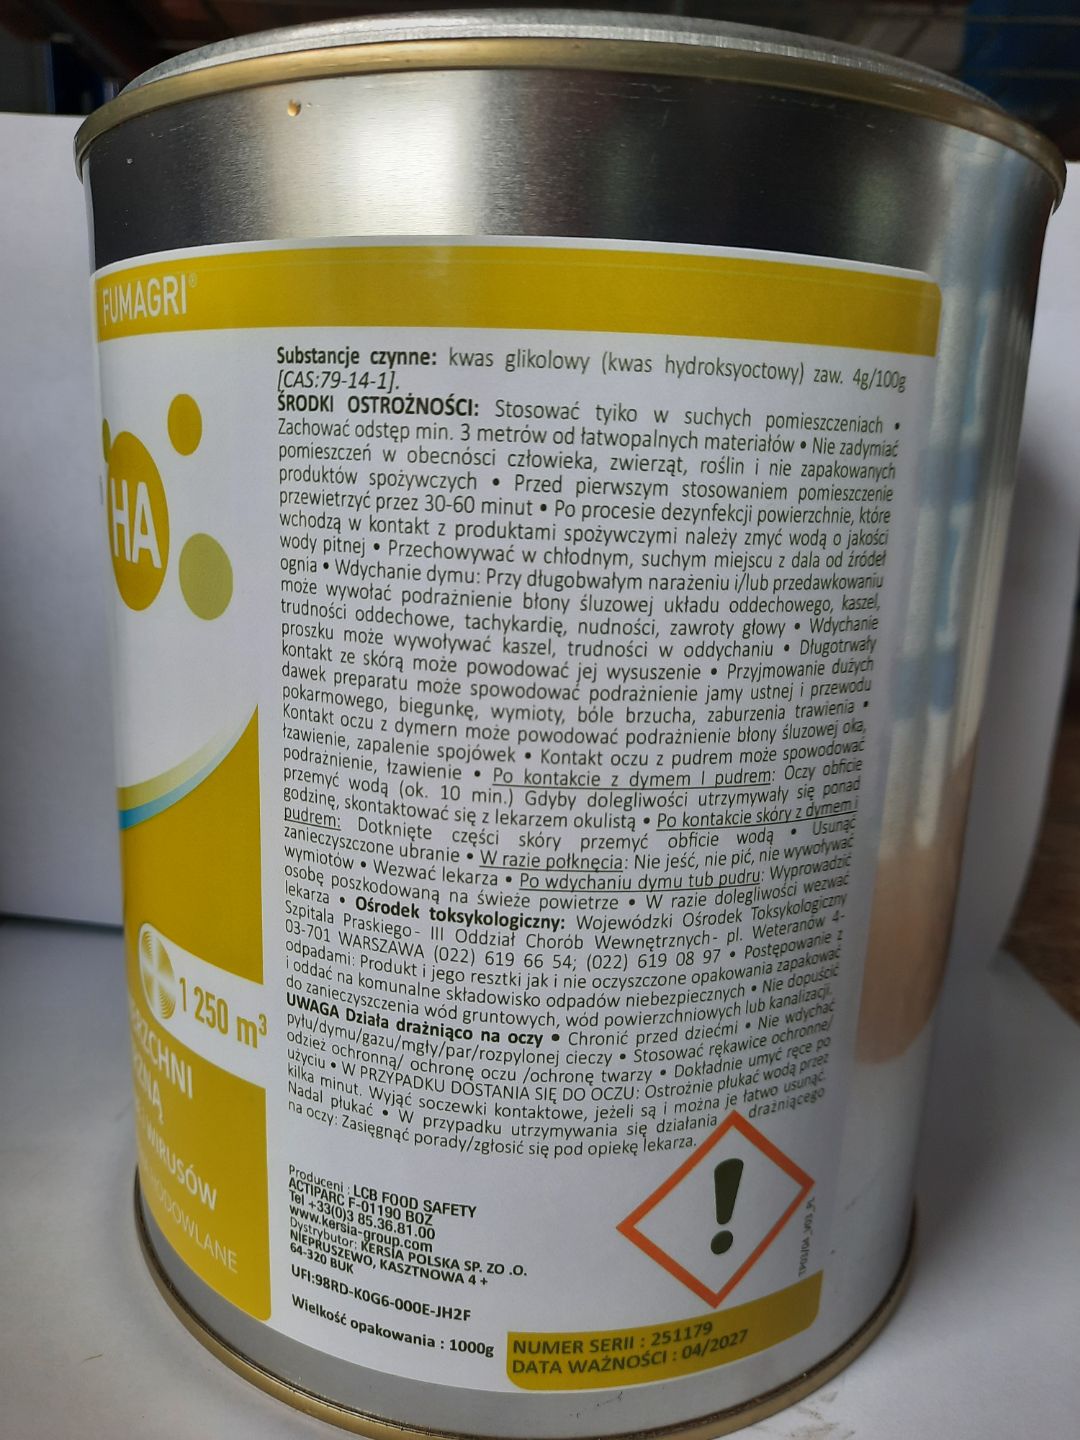 FUMAGRI®
HA
1 250 m³
WIRUSÓW
HODOWLANE
Substancje czynne: kwas glikolowy (kwas hydroksyoctowy) zaw. 4g/100g
[CAS:79-14-1].
ŚRODKI OSTROŻNOŚCI: Stosować tyiko w suchych pomieszczeniach •
Zachować odstęp min. 3 metrów od łatwopalnych materiałów • Nie zadymiać
pomieszczeń w obecnósci człowieka, zwierząt, roślin i nie zapakowanych
produktów spożywczych • Przed pierwszym stosowaniem pomieszczenie
przewietrzyć przez 30-60 minut • Po procesie dezynfekcji powierzchnie, które
wchodzą w kontakt z produktami spożywczymi należy zmyć wodą o jakości
wody pitnej • Przechowywać w chłodnym, suchym miejscu z dala od źródeł
ognia • Wdychanie dymu: Przy długobwałym narażeniu i/lub przedawkowaniu
może wywołać podrażnienie błony śluzowej układu oddechowego, kaszel,
trudności oddechowe, tachykardię, nudności, zawroty głowy • Wdychanie
proszku może wywoływać kaszel, trudności w oddychaniu • Długotrwały
kontakt ze skórą może powodować jej wysuszenie • Przyjmowanie dużych
dawek preparatu może spowodować podrażnienie jamy ustnej i przewodu
pokarmowego, biegunkę, wymioty, bóle brzucha, zaburzenia trawienia •
Kontakt oczu z dymern może powodować podrażnienie błony śluzowej oka,
łzawienie, zapalenie spojówek • Kontakt oczu z pudrem może spowodować
podrażnienie, łzawienie • Po kontakcie z dymem I pudrem: Oczy obficie
przemyć wodą (ok. 10 min.) Gdyby dolegliwości utrzymywały się ponad
godzinę, skontaktować się z lekarzem okulistą • Po kontakcie skóry z dymem i
pudrem: Dotknięte części skóry przemyć obficie wodą • Usunąć
zanieczyszczone ubranie • W razie połknęcia: Nie jeść, nie pić, nie wywoływać
wymiotów • Wezwać lekarza • Po wdychaniu dymu tub pudru: Wyprowadzić
osobę poszkodowaną na świeże powietrze • W razie dolegliwości wezwać
lekarza • Ośrodek toksykologiczny: Wojewódzki Ośrodek Toksykologiczny
Szpitala Praskiego- III Oddział Chorób Wewnętrznych- pl. Weteranów 4-
03-701 WARSZAWA (022) 619 66 54; (022) 619 08 97 • Postępowanie z
odpadami: Produkt i jego resztki jak i nie oczyszczone opakowania zapakować
i oddać na komunalne składowisko odpadów niebezpiecznych • Nie dopuścić
do zanieczyszczenia wód gruntowych, wód powierzchniowych lub kanalizacji.
UWAGA Działa drażniąco na oczy • Chronić przed dziećmi • Nie wdychać
pyłu/dymu/gazu/mgły/par/rozpylonej cieczy • Stosować rękawice ochronne/
odzież ochronną/ ochronę oczu /ochronę twarzy • Dokładnie umyć ręce po
użyciu • W PRZYPADKU DOSTANIA SIĘ DO OCZU: Ostrożnie płukać wodą przez
kilka minut. Wyjąć soczewki kontaktowe, jeżeli są i można je łatwo usunąć.
Nadal płukać • W przypadku utrzymywania się działania drażniącego
na oczy: Zasięgnąć porady/zgłosić się pod opiekę lekarza.
Produceni : LCB FOOD SAFETY
ACTIPARC F-01190 BOZ
Tel +33(0)3 85.36.81.00
www.kersia-group.com
Dystrybutor: KERSIA POLSKA SP. ZO .O.
NIEPRUSZEWO, KASZTNOWA 4 +
64-320 BUK
UFI:98RD-K0G6-000E-JH2F
Wielkość opakowania : 1000g
TP03/04_V03_PL
NUMER SERII : 251179
DATA WAŻNOŚCI : 04/2027